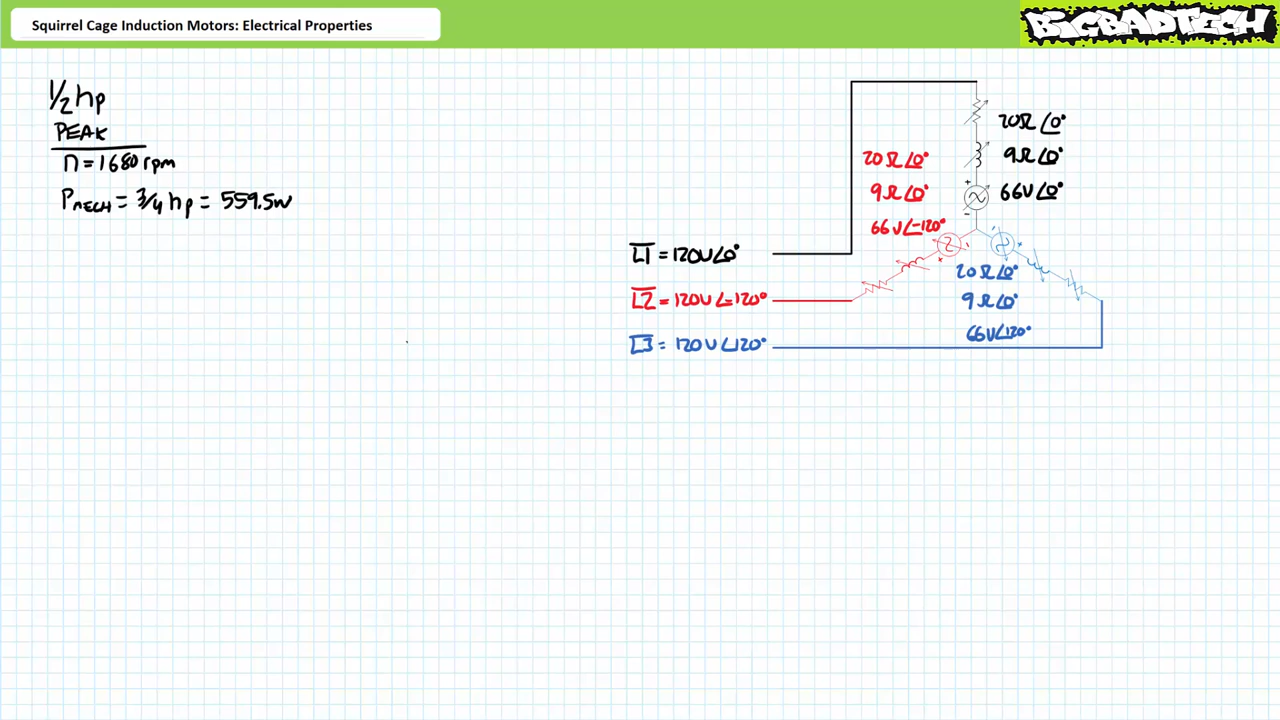 Squirrel Cage Induction Motors: Electrical Properties
BIGBADTECH
1/2 hp
PEAK
n = 1680 rpm
PMECH = 3/4 hp = 559.5w
20Ω∠0°
9Ω∠0°
66V∠0°
20Ω∠0°
9Ω∠0°
66V∠-120°
+
-
L1 = 120V∠0°
L2 = 120V∠-120°
L3 = 120V∠120°
20Ω∠0°
9Ω∠0°
66V∠120°